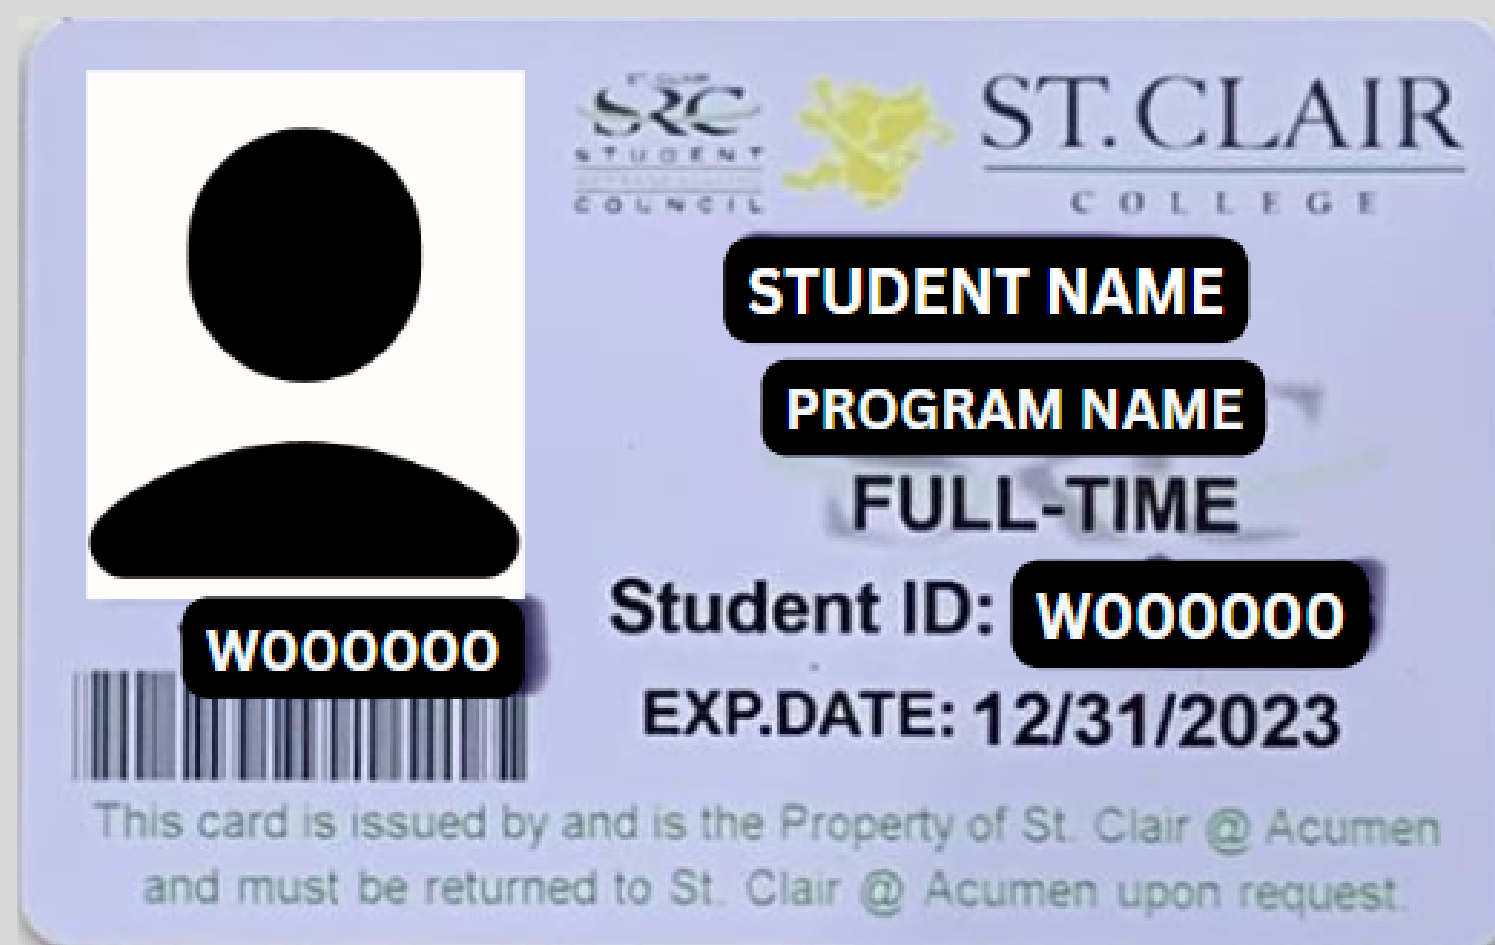 ST. CLAIR
SRC
STUDENT
COUNCIL
ST. CLAIR
COLLEGE
STUDENT NAME
PROGRAM NAME
FULL-TIME
Student ID: W000000
W000000
EXP.DATE: 12/31/2023
This card is issued by and is the Property of St. Clair @ Acumen
and must be returned to St. Clair @ Acumen upon request.